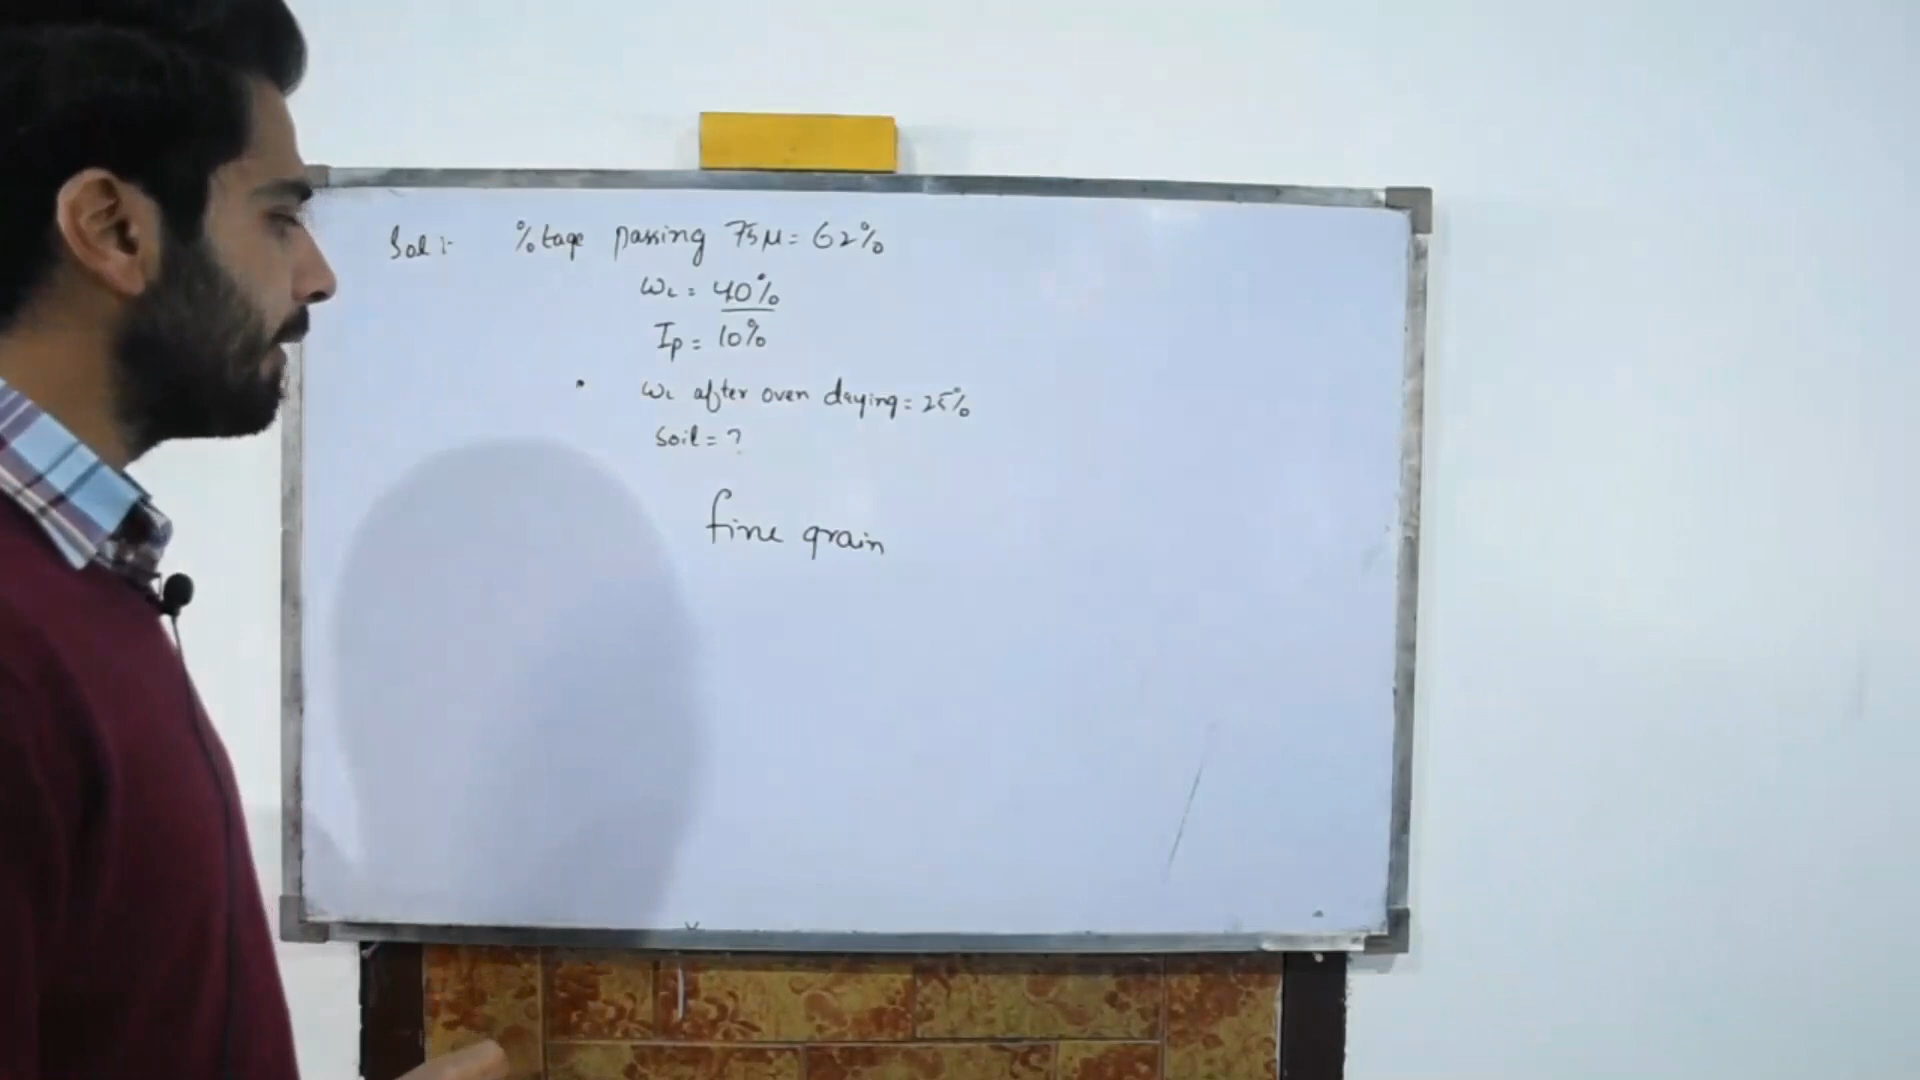 Sol:- %tage passing 75μ = 62%
WL = 40%
Ip = 10%
WL after oven drying = 25%
Soil = ?
fine grain